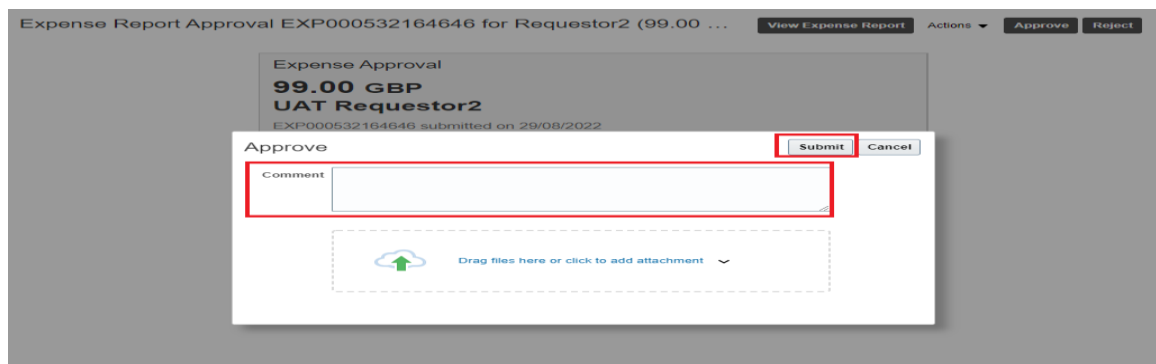 Expense Report Approval EXP000532164646 for Requestor2 (99.00 ... View Expense Report Actions Approve Reject
Expense Approval
99.00 GBP
UAT Requestor2
EXP000532164646 submitted on 29/08/2022
Approve Submit Cancel
Comment
Drag files here or click to add attachment